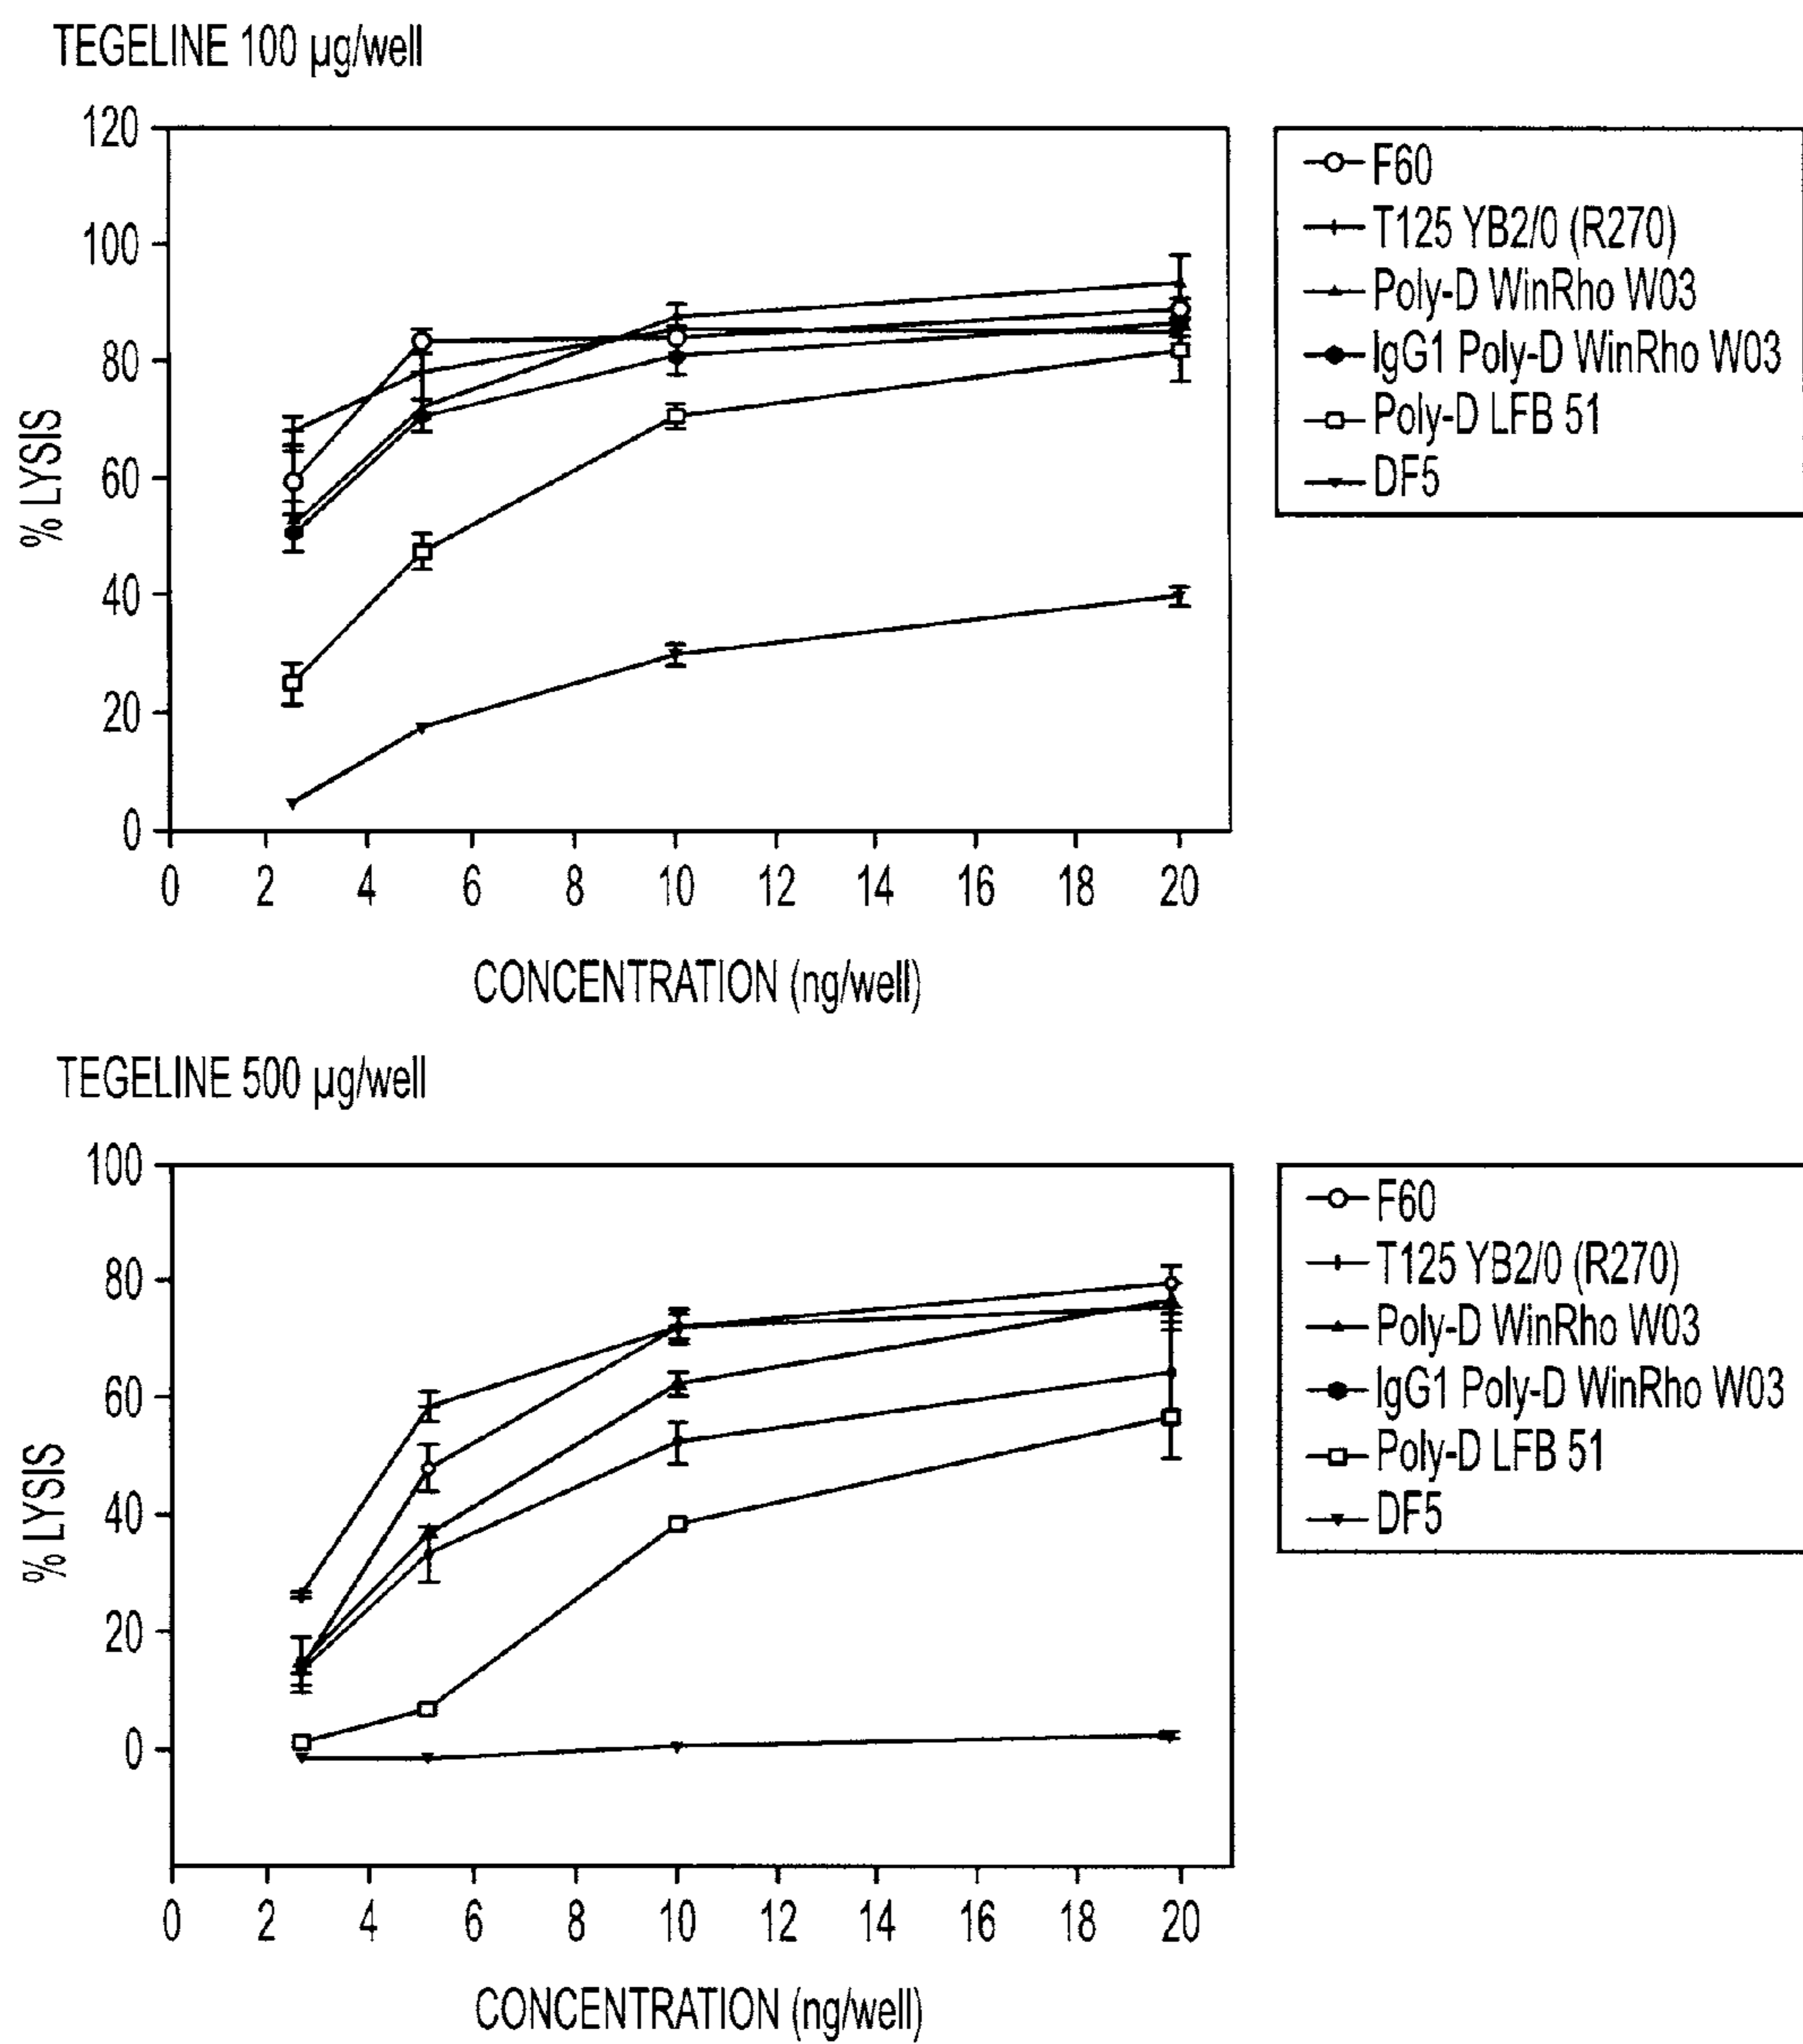 TEGELINE 100 µg/well
120
100
80
60
40
20
0
% LYSIS
0 2 4 6 8 10 12 14 16 18 20
CONCENTRATION (ng/well)
F60
T125 YB2/0 (R270)
Poly-D WinRho W03
IgG1 Poly-D WinRho W03
Poly-D LFB 51
DF5
TEGELINE 500 µg/well
100
80
60
40
20
0
% LYSIS
0 2 4 6 8 10 12 14 16 18 20
CONCENTRATION (ng/well)
F60
T125 YB2/0 (R270)
Poly-D WinRho W03
IgG1 Poly-D WinRho W03
Poly-D LFB 51
DF5